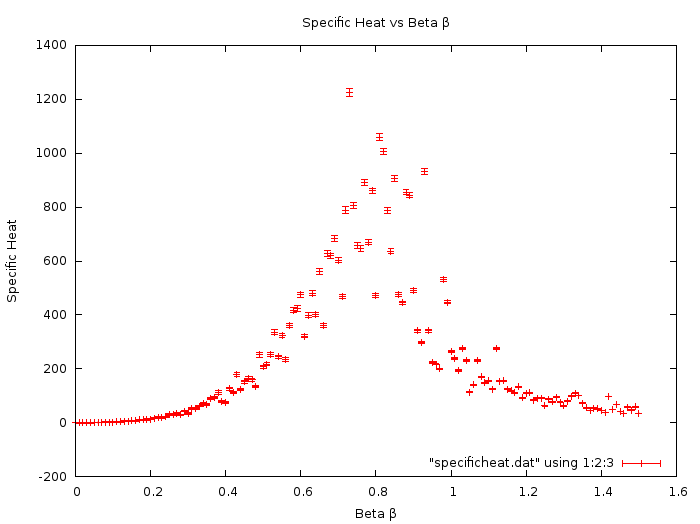 Specific Heat vs Beta β
1400
1200
1000
800
600
400
200
0
-200
Specific Heat
"specificheat.dat" using 1:2:3
0 0.2 0.4 0.6 0.8 1 1.2 1.4 1.6
Beta β